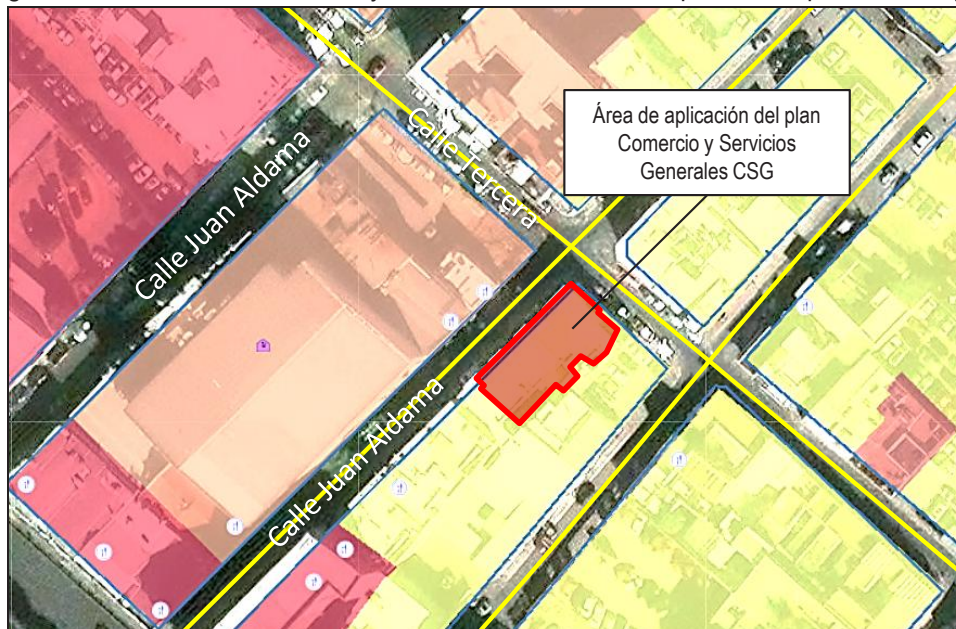 Calle Tercera
Área de aplicación del plan
Comercio y Servicios
Generales CSG
Calle Juan Aldama
Calle Juan Aldama